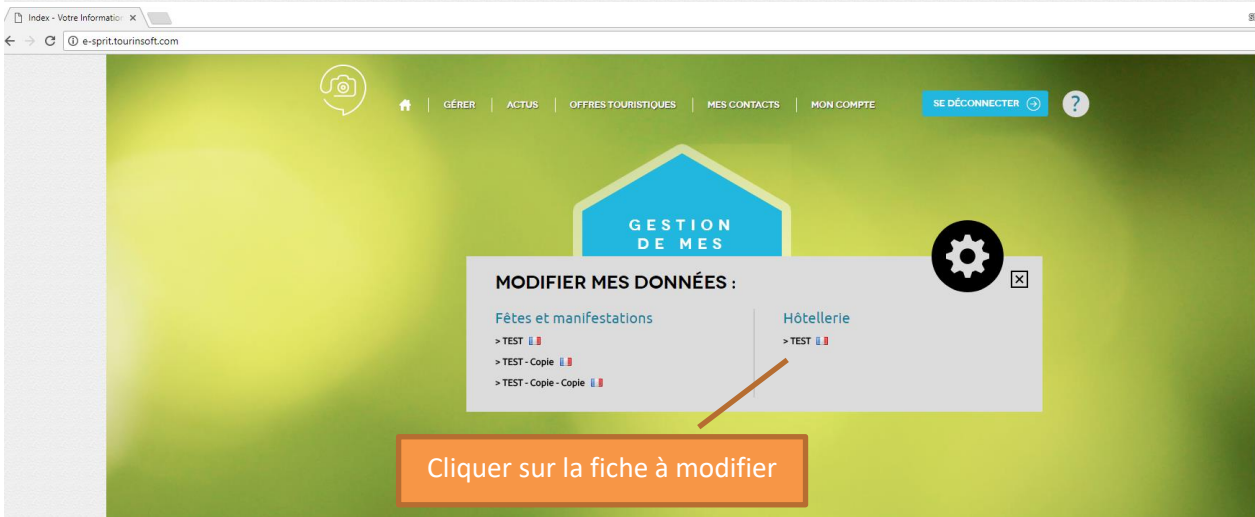 Index - Votre Information
e-sprit.tourinsoft.com
GÉRER | ACTUS | OFFRES TOURISTIQUES | MES CONTACTS | MON COMPTE
SE DÉCONNECTER
?
GESTION
DE MES
MODIFIER MES DONNÉES :
Fêtes et manifestations
> TEST
> TEST - Copie
> TEST - Copie - Copie
Hôtellerie
> TEST
Cliquer sur la fiche à modifier